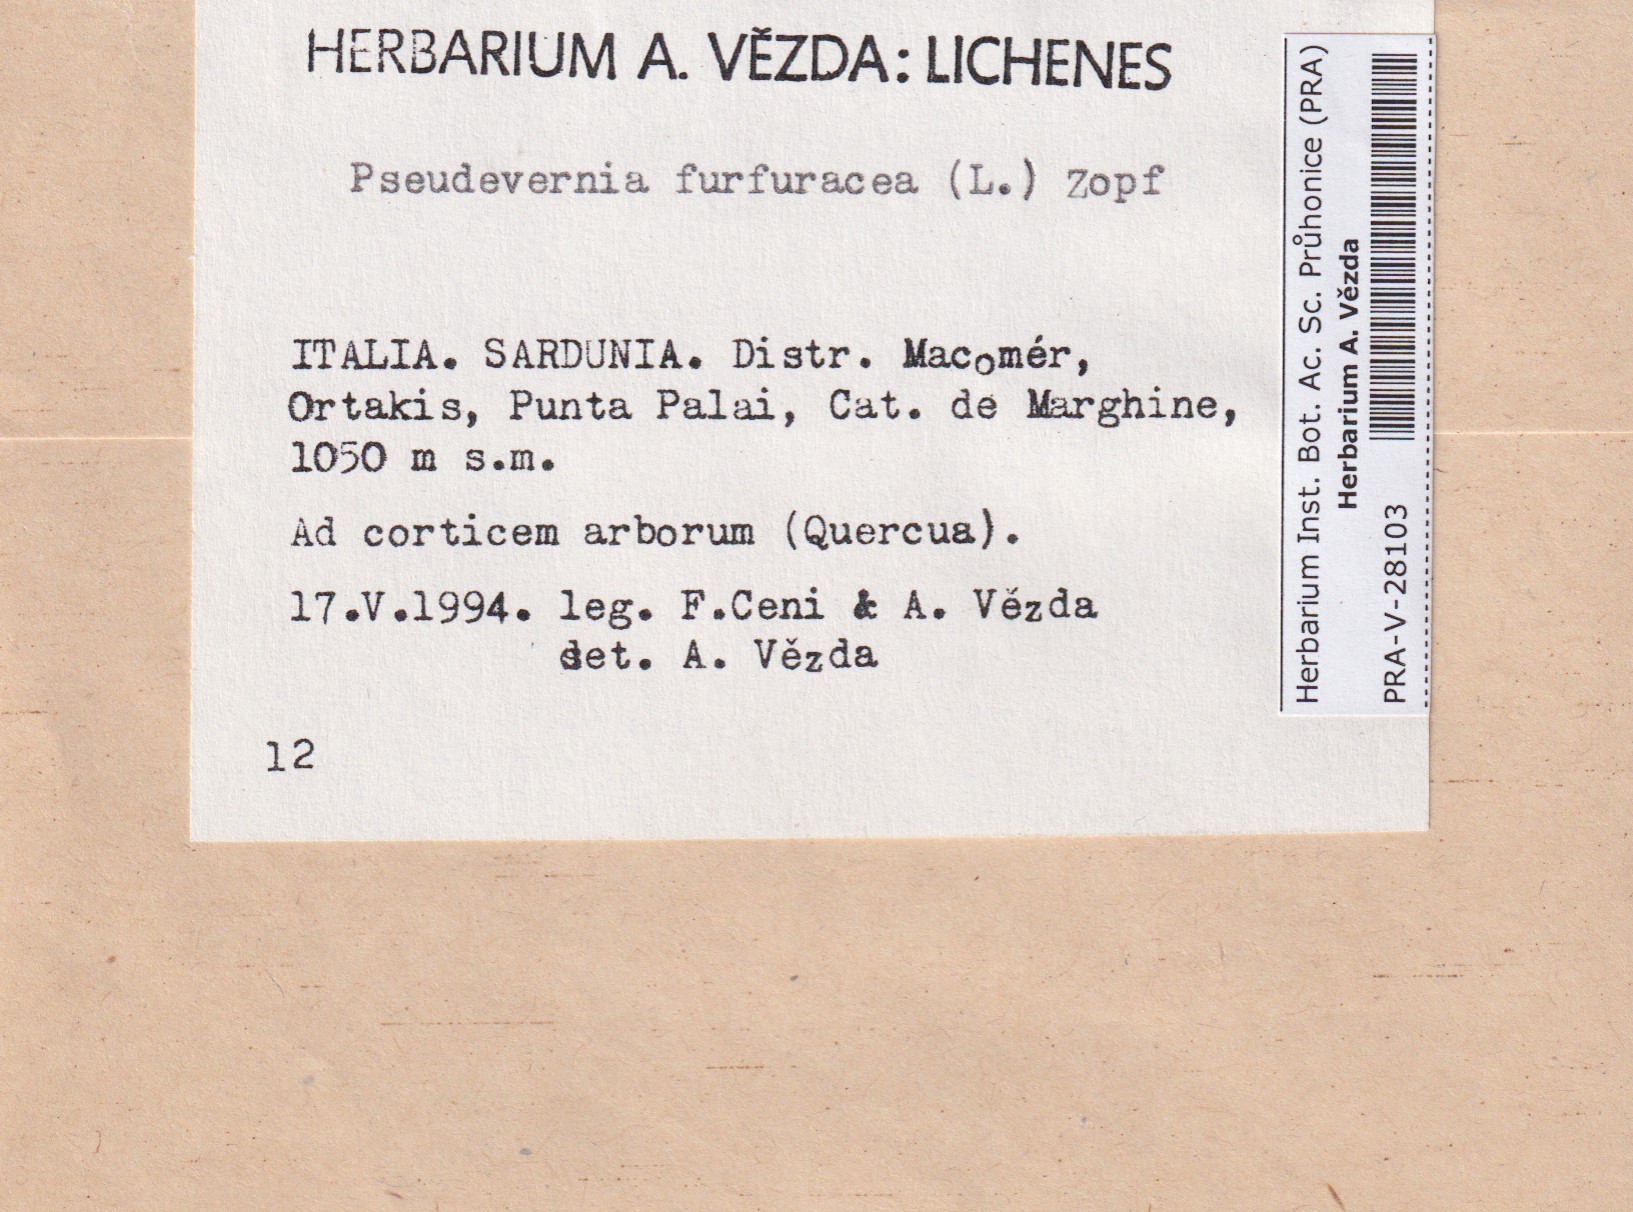 HERBARIUM A. VĚZDA: LICHENES
Pseudevernia furfuracea (L.) Zopf
ITALIA. SARDUNIA. Distr. Macomér,
Ortakis, Punta Palai, Cat. de Marghine,
1050 m s.m.
Ad corticem arborum (Quercua).
17.V.1994. leg. F.Ceni & A. Vězda
det. A. Vězda
12
Herbarium Inst. Bot. Ac. Sc. Průhonice (PRA)
Herbarium A. Vězda
PRA-V-28103